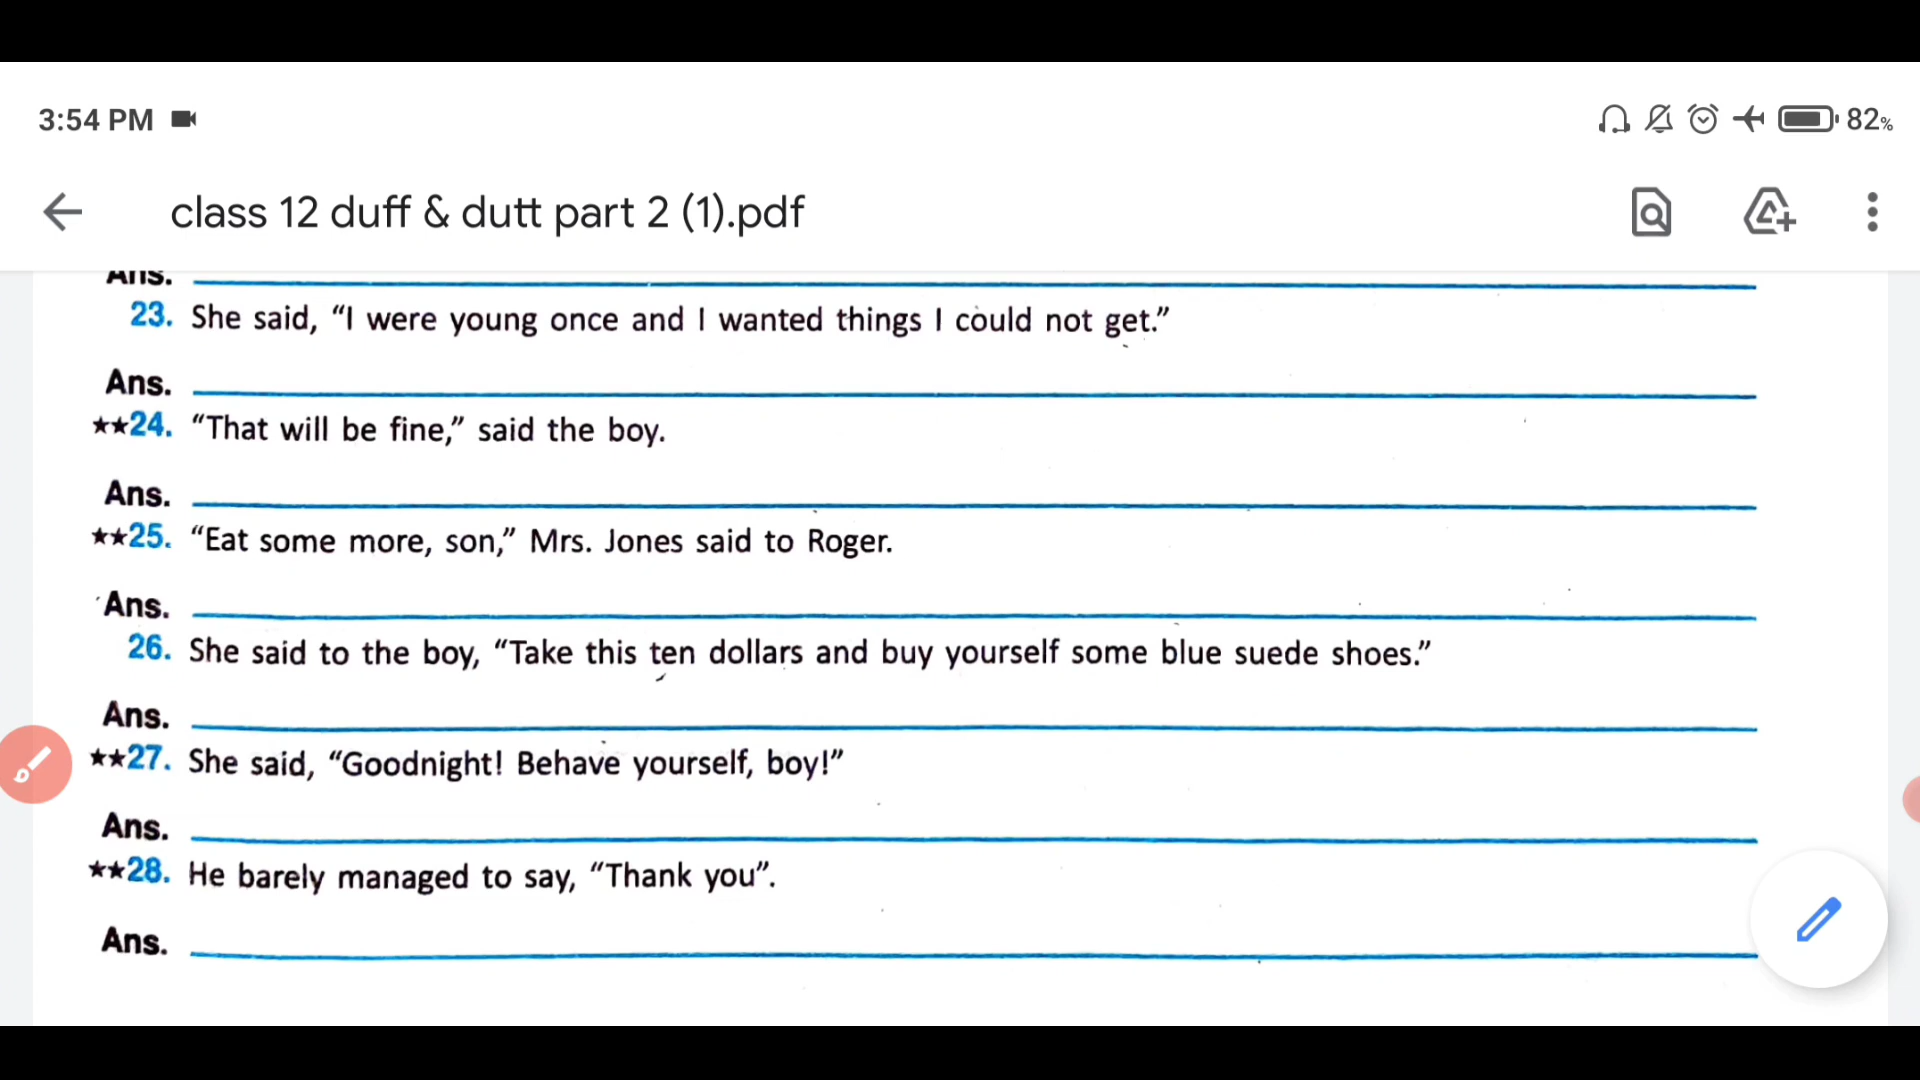 3:54 PM 82%
class 12 duff & dutt part 2 (1).pdf
Ans.
23. She said, “I were young once and I wanted things I could not get.”
Ans.
★★24. “That will be fine,” said the boy.
Ans.
★★25. “Eat some more, son,” Mrs. Jones said to Roger.
Ans.
26. She said to the boy, “Take this ten dollars and buy yourself some blue suede shoes.”
Ans.
★★27. She said, “Goodnight! Behave yourself, boy!”
Ans.
★★28. He barely managed to say, “Thank you”.
Ans.